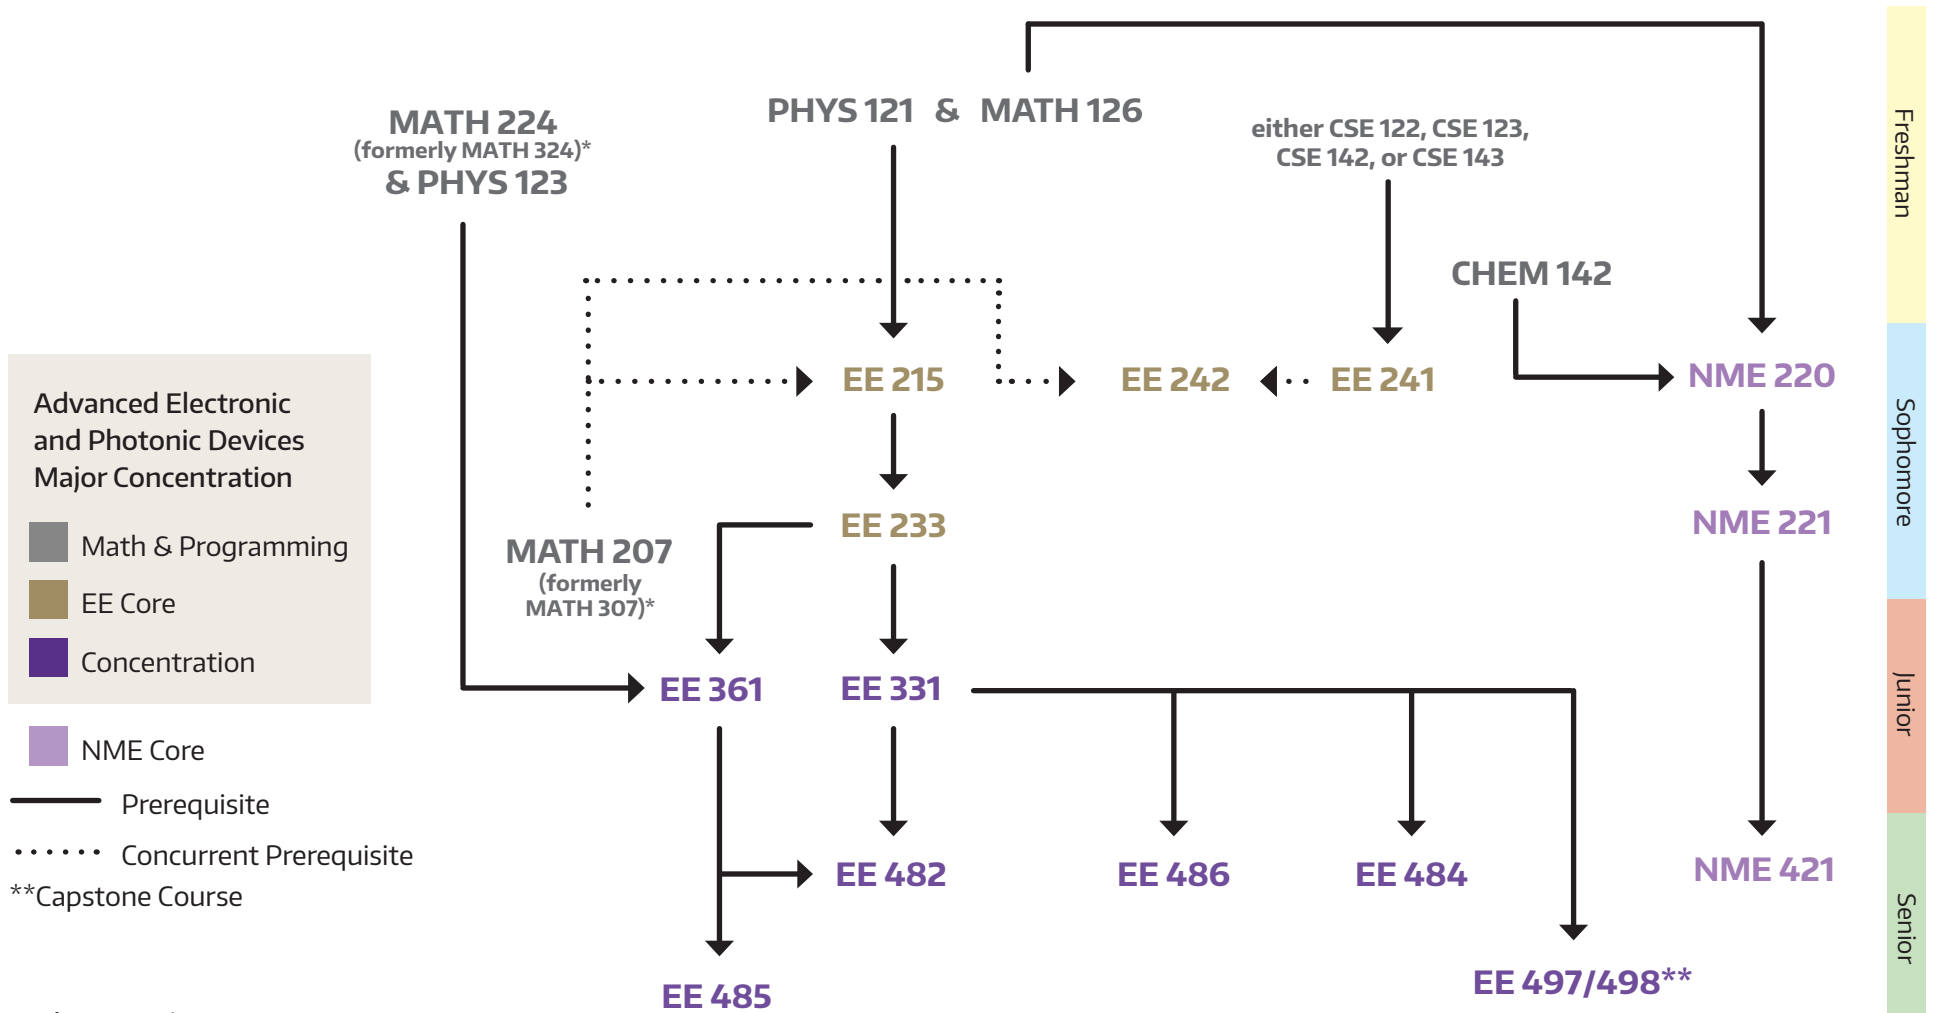 PHYS 121 & MATH 126
MATH 224
(formerly MATH 324)*
& PHYS 123
either CSE 122, CSE 123,
CSE 142, or CSE 143
CHEM 142
EE 215
EE 242
EE 241
NME 220
EE 233
NME 221
MATH 207
(formerly
MATH 307)*
EE 361
EE 331
EE 482
EE 486
EE 484
NME 421
EE 485
EE 497/498**
Freshman
Sophomore
Junior
Senior
Advanced Electronic
and Photonic Devices
Major Concentration
Math & Programming
EE Core
Concentration
NME Core
Prerequisite
Concurrent Prerequisite
**Capstone Course